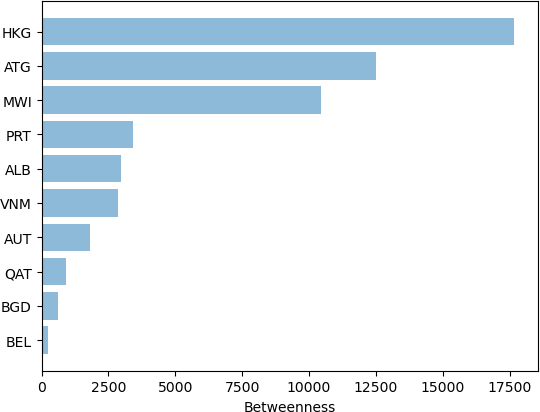 HKG
ATG
MWI
PRT
ALB
VNM
AUT
QAT
BGD
BEL
0 2500 5000 7500 10000 12500 15000 17500
Betweenness